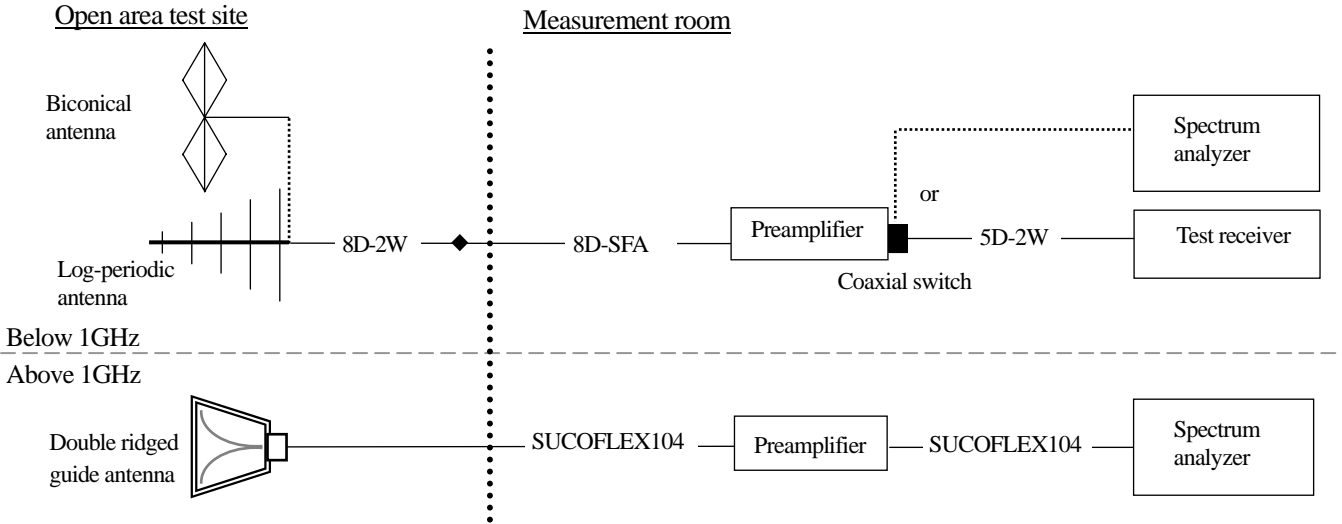 Open area test site
Measurement room
Biconical
antenna
Spectrum
analyzer
or
Preamplifier
8D-2W
8D-SFA
5D-2W
Test receiver
Log-periodic
antenna
Coaxial switch
Below 1GHz
Above 1GHz
Double ridged
guide antenna
SUCOFLEX104
Preamplifier
SUCOFLEX104
Spectrum
analyzer